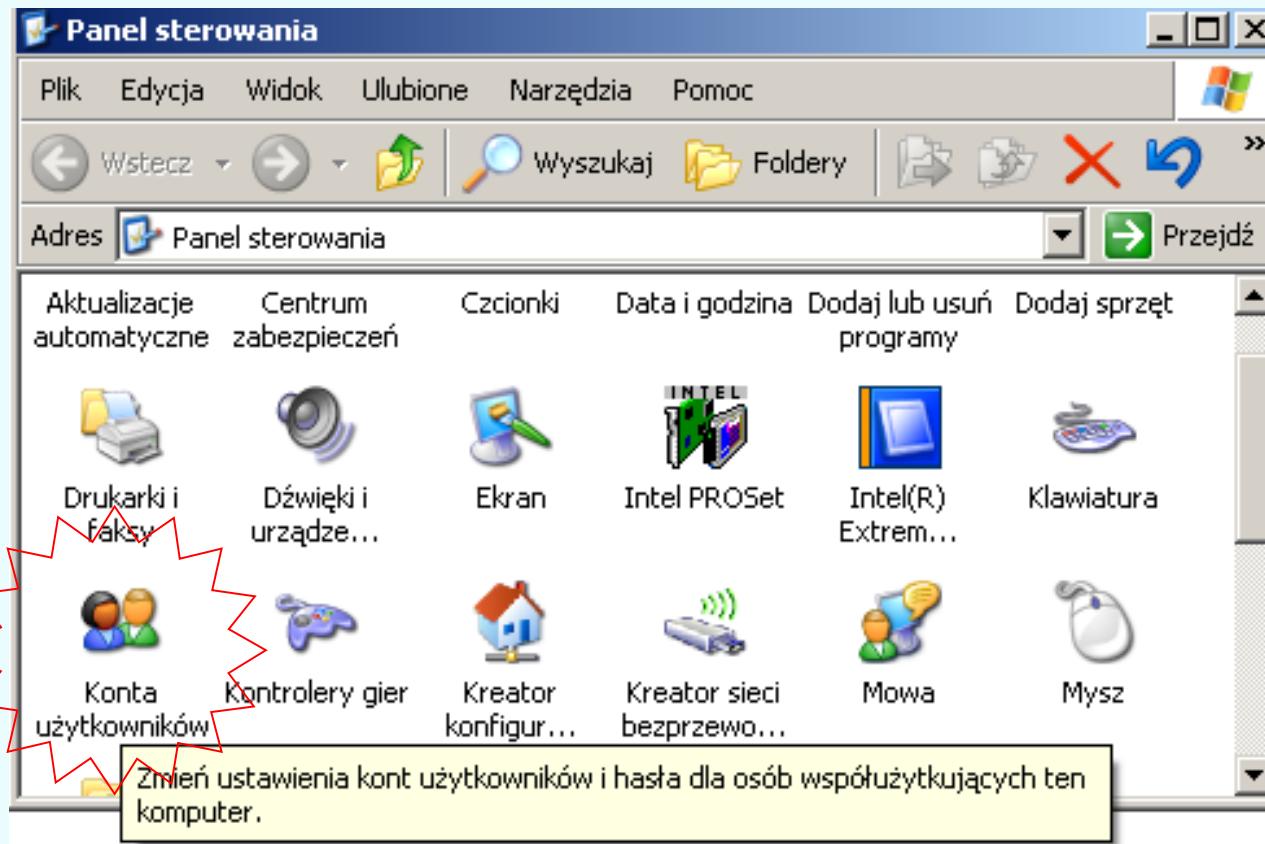 Panel sterowania
Plik Edycja Widok Ulubione Narzędzia Pomoc
Wstecz Wyszukaj Foldery »
Adres Panel sterowania Przejdź
Aktualizacje automatyczne
Centrum zabezpieczeń
Czcionki
Data i godzina
Dodaj lub usuń programy
Dodaj sprzęt
INTEL
Drukarki i faksy
Dźwięki i urządze...
Ekran
Intel PROSet
Intel(R) Extrem...
Klawiatura
Konta użytkowników
Kontrolery gier
Kreator konfigur...
Kreator sieci bezprzewo...
Mowa
Mysz
Zmień ustawienia kont użytkowników i hasła dla osób współużytkujących ten
komputer.